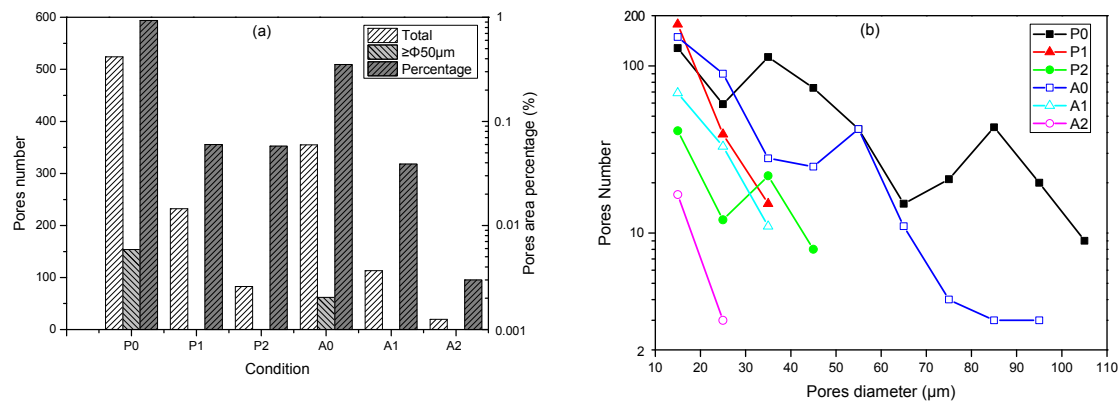 (a)
Total
≥Φ50μm
Percentage
600
500
400
300
200
100
0
Pores number
1
0.1
0.01
0.001
Pores area percentage (%)
P0 P1 P2 A0 A1 A2
Condition
(b)
P0
P1
P2
A0
A1
A2
200
100
10
2
Pores Number
10 20 30 40 50 60 70 80 90 100 110
Pores diameter (μm)